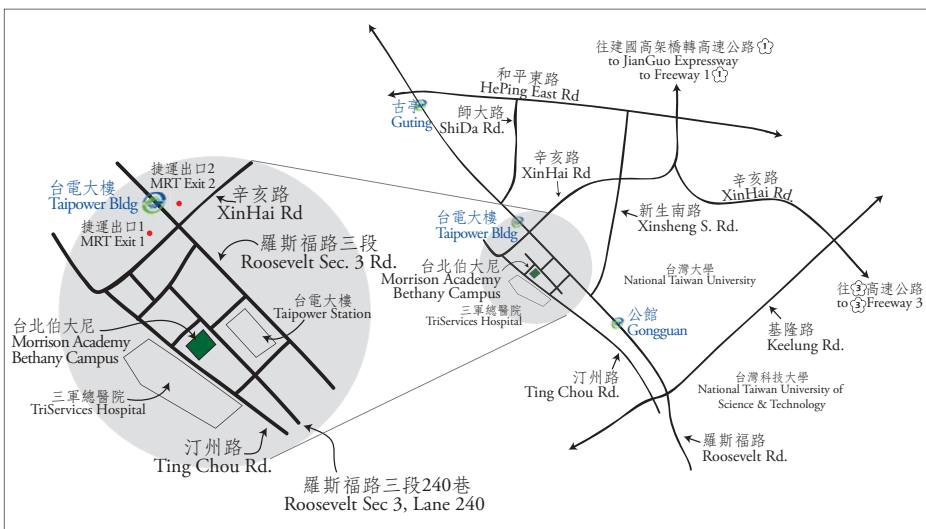 往建國高架橋轉高速公路1
to JianGuo Expressway
to Freeway 1 1
和平東路
HePing East Rd
古亭
Guting
師大路
ShiDa Rd.
辛亥路
XinHai Rd
辛亥路
XinHai Rd.
新生南路
Xinsheng S. Rd.
台電大樓
Taipower Bldg
台北伯大尼
Morrison Academy
Bethany Campus
三軍總醫院
TriServices Hospital
台灣大學
National Taiwan University
往3高速公路
to 3 Freeway 3
公館
Gongguan
基隆路
Keelung Rd.
汀州路
Ting Chou Rd.
台灣科技大學
National Taiwan University of
Science & Technology
羅斯福路
Roosevelt Rd.
捷運出口2
MRT Exit 2
台電大樓
Taipower Bldg
辛亥路
XinHai Rd
捷運出口1
MRT Exit 1
羅斯福路三段
Roosevelt Sec. 3 Rd.
台電大樓
Taipower Station
台北伯大尼
Morrison Academy
Bethany Campus
三軍總醫院
TriServices Hospital
汀州路
Ting Chou Rd.
羅斯福路三段240巷
Roosevelt Sec 3, Lane 240